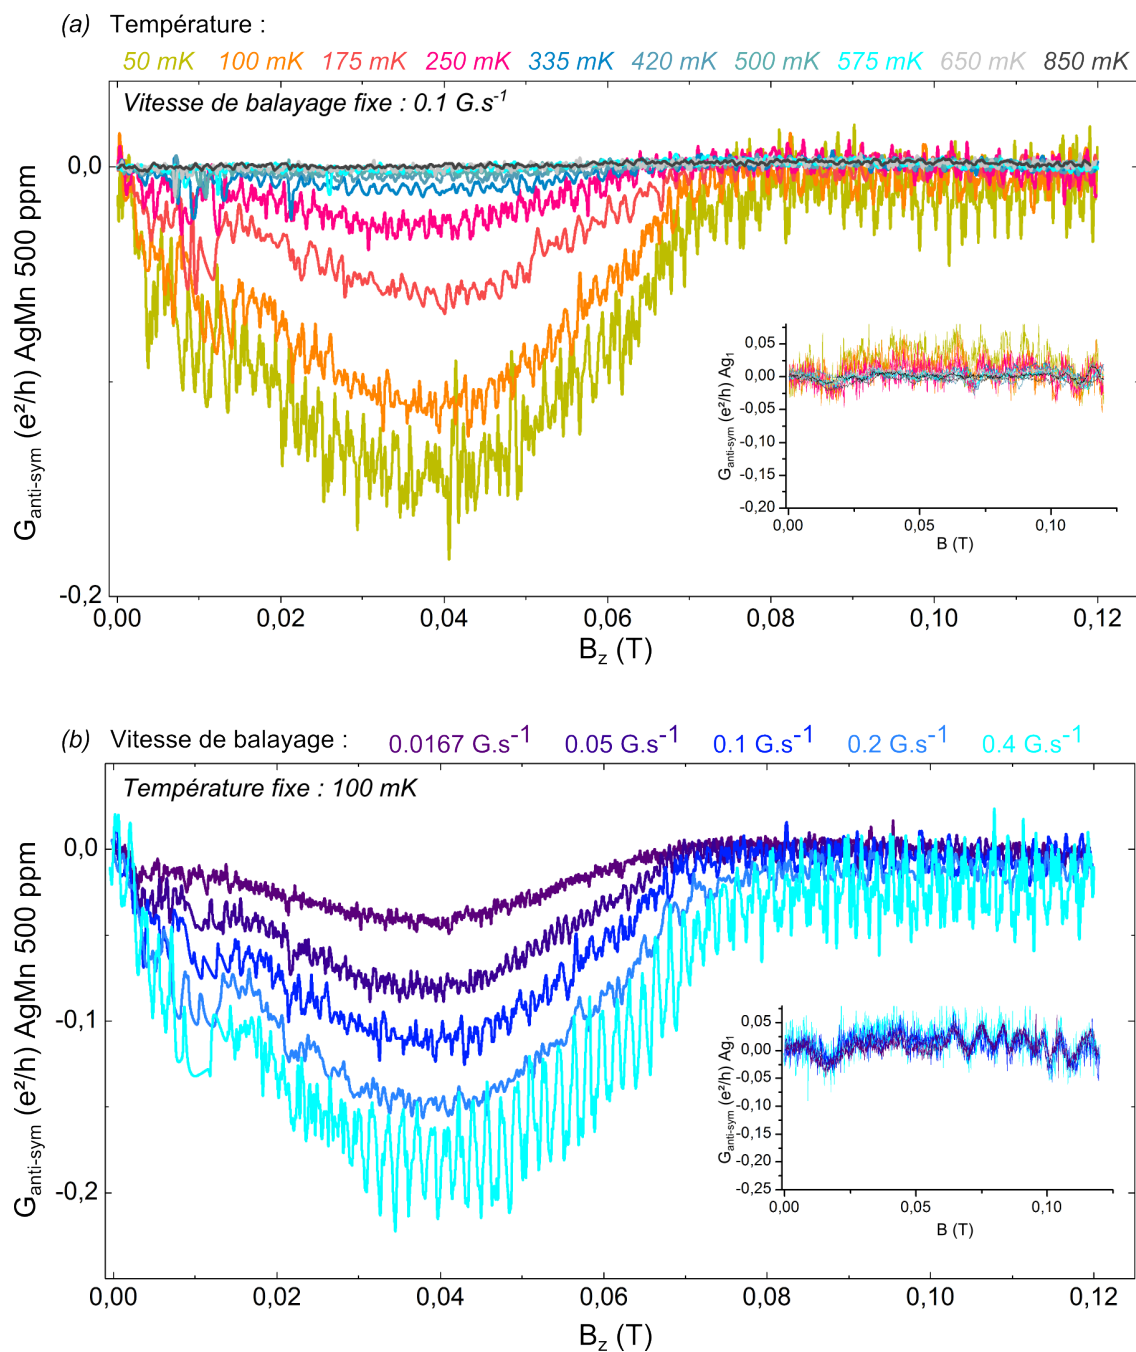 (a) Température :
50 mK 100 mK 175 mK 250 mK 335 mK 420 mK 500 mK 575 mK 650 mK 850 mK
Vitesse de balayage fixe : 0.1 G.s⁻¹
0,0
-0,2
G_anti-sym (e²/h) AgMn 500 ppm
0,00 0,02 0,04 0,06 0,08 0,10 0,12
B_z (T)
0,05
0,00
-0,05
-0,10
-0,15
-0,20
G_anti-sym (e²/h) Ag₁
0,00 0,05 0,10
B (T)
(b) Vitesse de balayage : 0.0167 G.s⁻¹ 0.05 G.s⁻¹ 0.1 G.s⁻¹ 0.2 G.s⁻¹ 0.4 G.s⁻¹
Température fixe : 100 mK
0,0
-0,1
-0,2
G_anti-sym (e²/h) AgMn 500 ppm
0,00 0,02 0,04 0,06 0,08 0,10 0,12
B_z (T)
0,05
0,00
-0,05
-0,00
-0,15
-0,20
-0,25
G_anti-sym (e²/h) Ag₁
0,00 0,05 0,10
B (T)